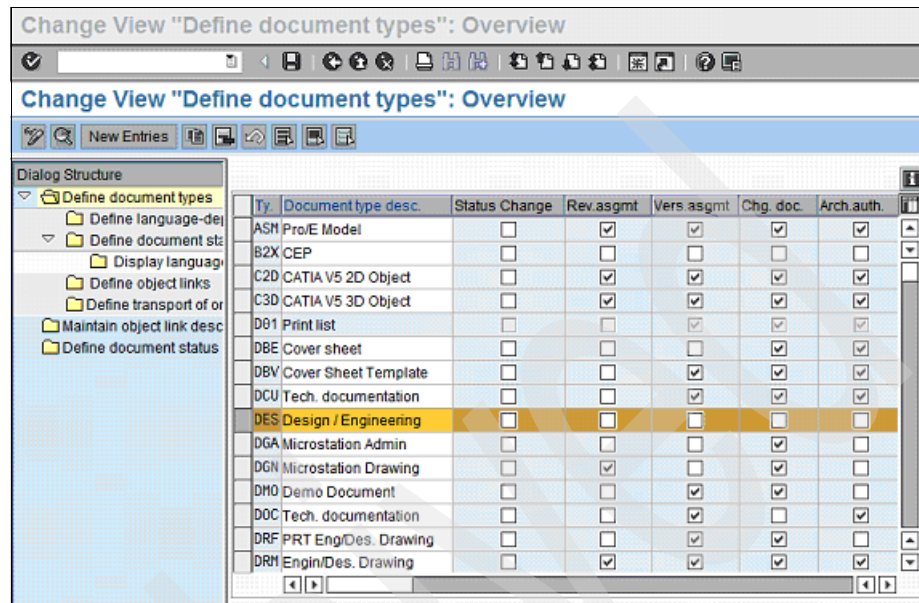 Change View "Define document types": Overview
Change View "Define document types": Overview
New Entries
Dialog Structure
Define document types
Define language-dep
Define document sta
Display language
Define object links
Define transport of or
Maintain object link desc
Define document status
Ty. Document type desc. Status Change Rev.asgmt Vers.asgmt Chg. doc. Arch.auth.
ASM Pro/E Model
B2X CEP
C2D CATIA V5 2D Object
C3D CATIA V5 3D Object
D01 Print list
DBE Cover sheet
DBV Cover Sheet Template
DCU Tech. documentation
DES Design / Engineering
DGA Microstation Admin
DGN Microstation Drawing
DMO Demo Document
DOC Tech. documentation
DRF PRT Eng/Des. Drawing
DRM Engin/Des. Drawing